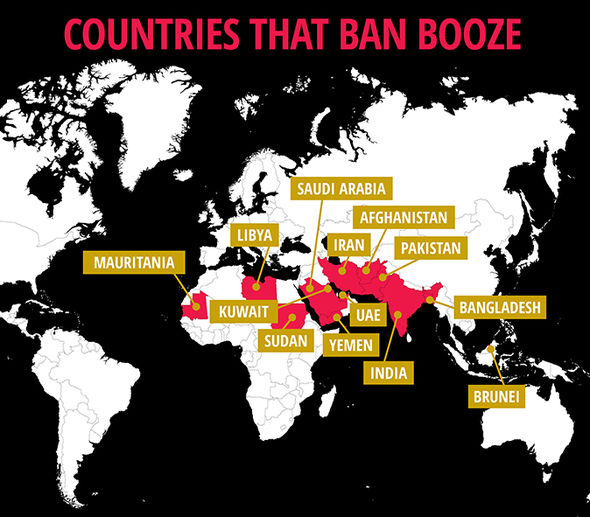 COUNTRIES THAT BAN BOOZE
SAUDI ARABIA
AFGHANISTAN
LIBYA
IRAN
PAKISTAN
MAURITANIA
KUWAIT
UAE
BANGLADESH
SUDAN
YEMEN
INDIA
BRUNEI